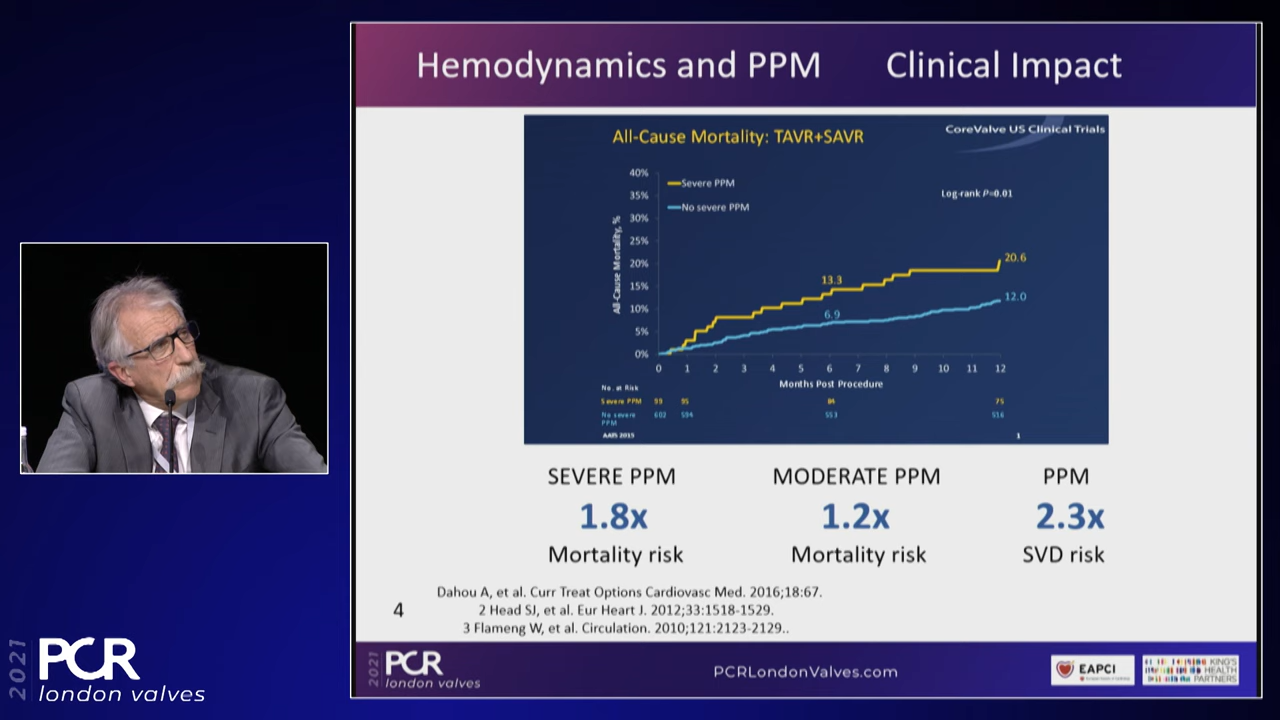 Hemodynamics and PPM Clinical Impact
All-Cause Mortality: TAVR+SAVR
CoreValve US Clinical Trials
All-Cause Mortality, %
40%
35%
30%
25%
20%
15%
10%
5%
0%
Severe PPM
No severe PPM
Log-rank P=0.01
20.6
13.3
12.0
6.9
0 1 2 3 4 5 6 7 8 9 10 11 12
Months Post Procedure
No. at Risk
Severe PPM 99 95 84 75
No severe 602 594 553 516
PPM
AATS 2015
1
SEVERE PPM MODERATE PPM PPM
1.8x 1.2x 2.3x
Mortality risk Mortality risk SVD risk
Dahou A, et al. Curr Treat Options Cardiovasc Med. 2016;18:67.
2 Head SJ, et al. Eur Heart J. 2012;33:1518-1529.
3 Flameng W, et al. Circulation. 2010;121:2123-2129..
4
2021
PCR
london valves
PCRLondonValves.com
EAPCI
KING'S
HEALTH
PARTNERS
2021
PCR
london valves